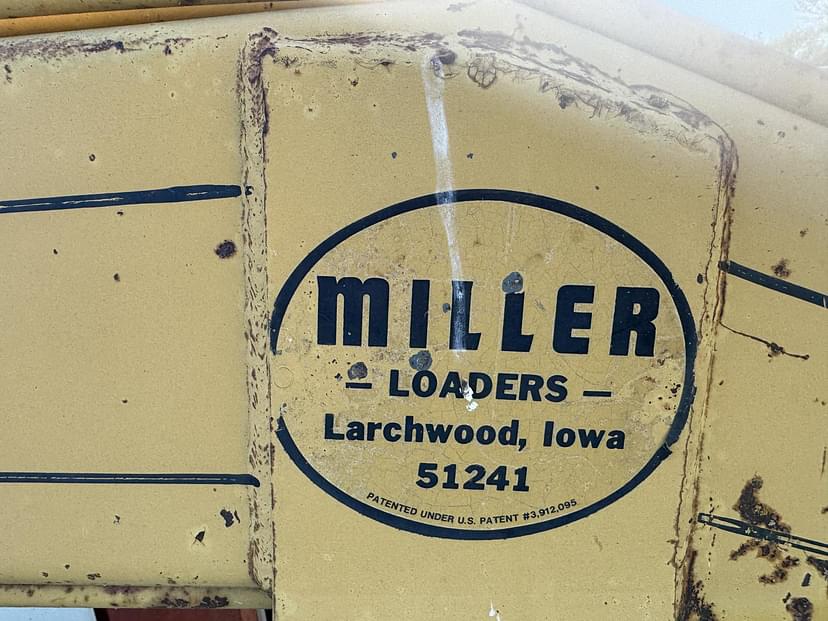 MILLER
— LOADERS —
Larchwood, Iowa
51241
PATENTED UNDER U.S. PATENT #3,912,095